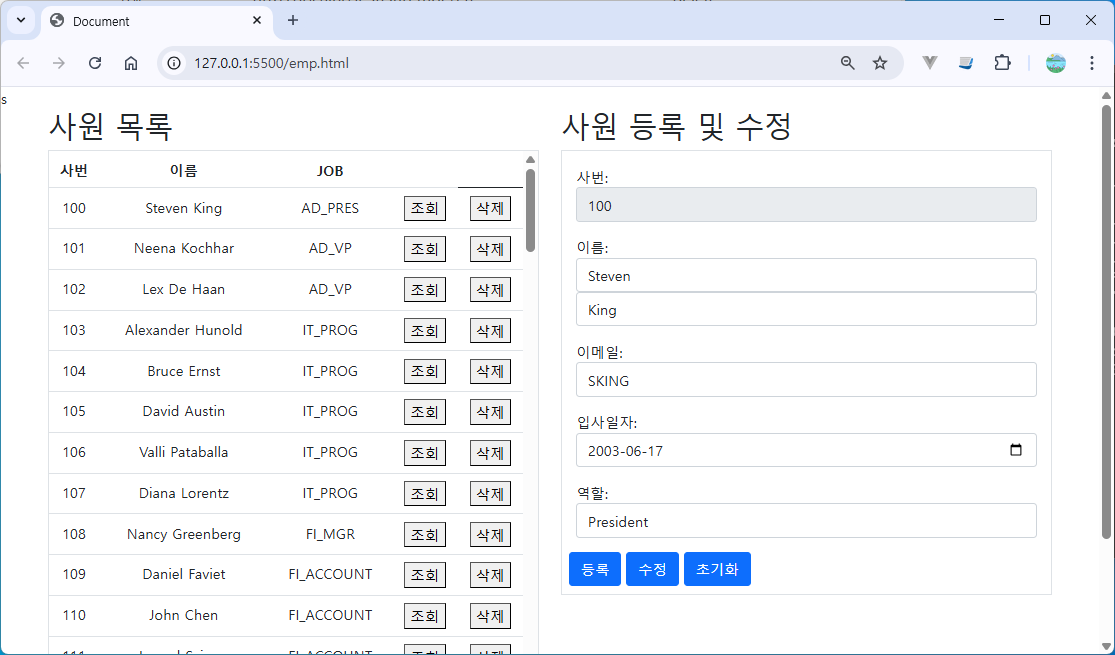 Document
127.0.0.1:5500/emp.html
s
사원 목록
사번 이름 JOB
100 Steven King AD_PRES 조회 삭제
101 Neena Kochhar AD_VP 조회 삭제
102 Lex De Haan AD_VP 조회 삭제
103 Alexander Hunold IT_PROG 조회 삭제
104 Bruce Ernst IT_PROG 조회 삭제
105 David Austin IT_PROG 조회 삭제
106 Valli Pataballa IT_PROG 조회 삭제
107 Diana Lorentz IT_PROG 조회 삭제
108 Nancy Greenberg FI_MGR 조회 삭제
109 Daniel Faviet FI_ACCOUNT 조회 삭제
110 John Chen FI_ACCOUNT 조회 삭제
사원 등록 및 수정
사번:
100
이름:
Steven
King
이메일:
SKING
입사일자:
2003-06-17
역할:
President
등록 수정 초기화